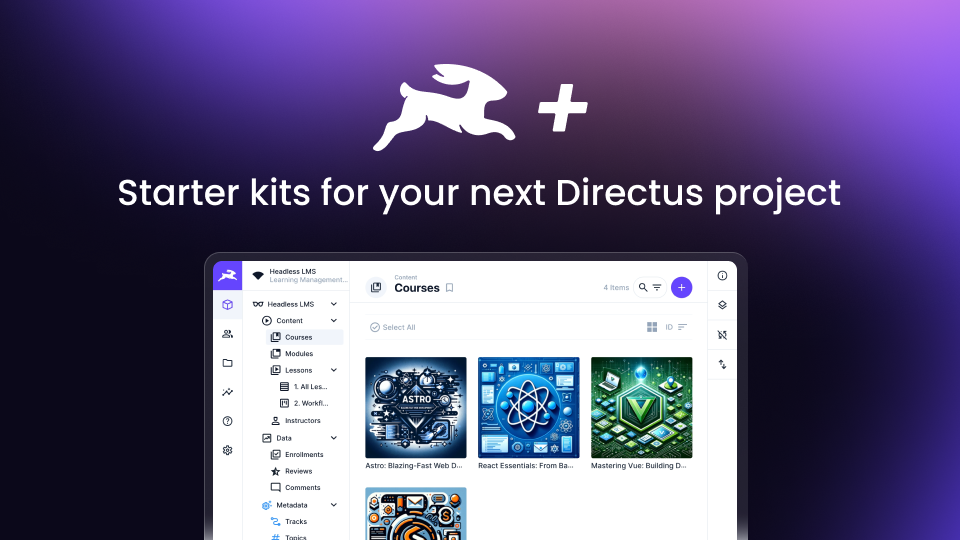 Starter kits for your next Directus project
Headless LMS
Learning Management...
Headless LMS
Content
Courses
Modules
Lessons
1. All Les...
2. Workfl...
Instructors
Data
Enrollments
Reviews
Comments
Metadata
Tracks
Topics
Content
Courses
4 Items
Select All
ID
ASTRO
Astro: Blazing-Fast Web D...
React Essentials: From Ba...
Mastering Vue: Building D...